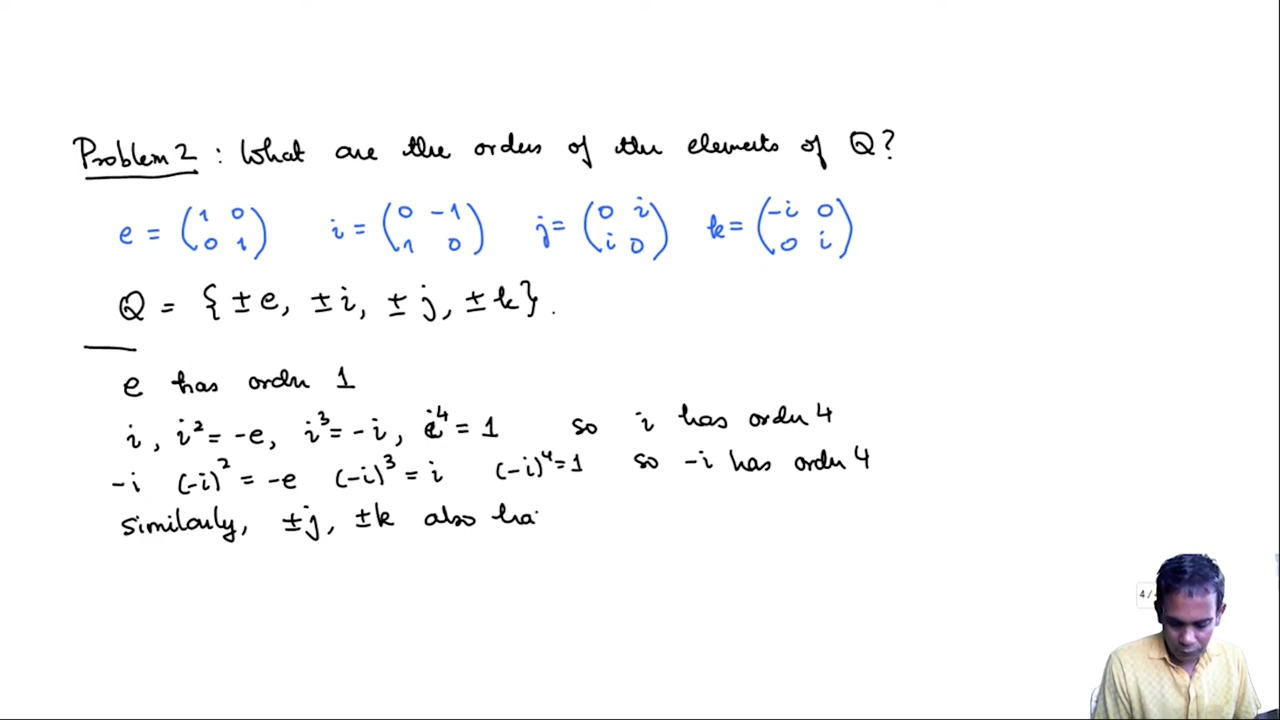 Problem 2 : What are the orders of the elements of Q?
e = (1 0 0 1) i = (0 -1 1 0) j = (0 i i 0) k = (-i 0 0 i)
Q = {±e, ±i, ±j, ±k}.
e has order 1
i, i² = -e, i³ = -i, i⁴ = 1 so i has order 4
-i (-i)² = -e (-i)³ = i (-i)⁴ = 1 so -i has order 4
similarly, ±j, ±k also ha
4/